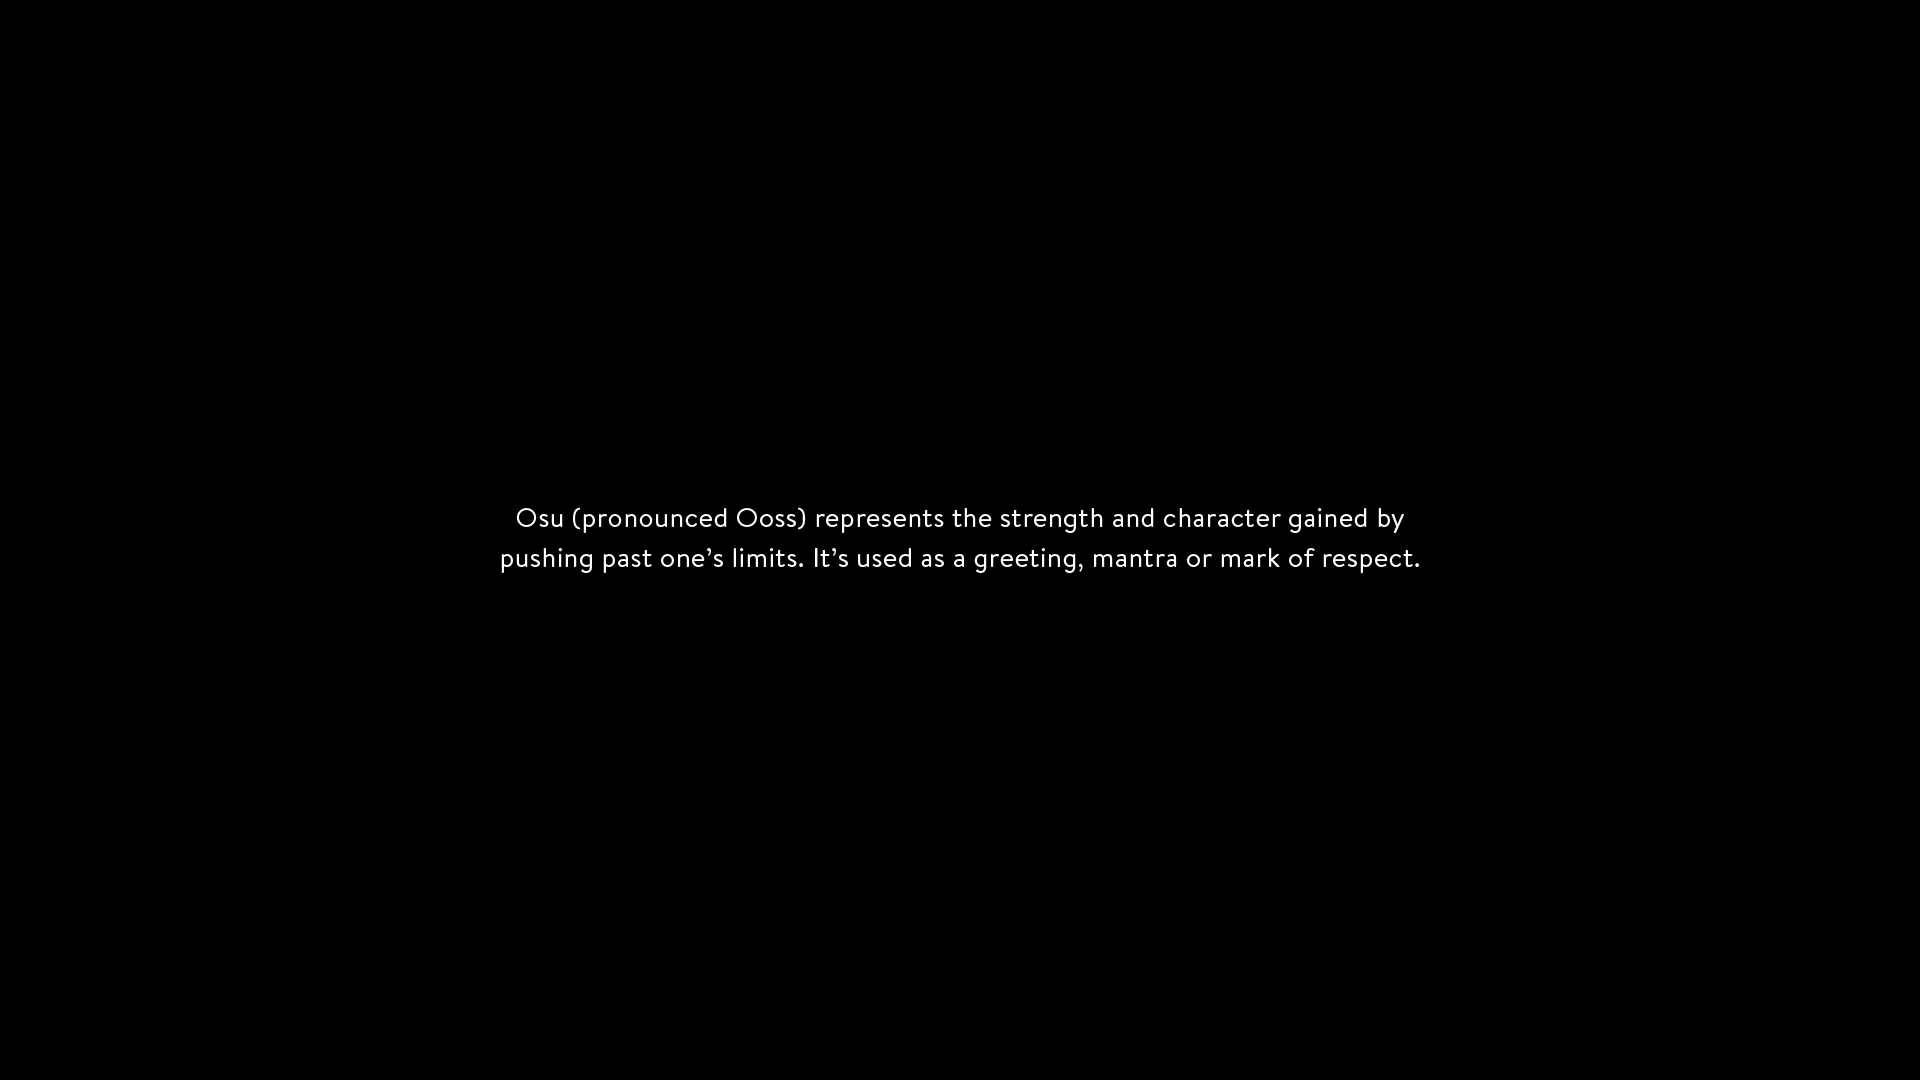 Osu (pronounced Ooss) represents the strength and character gained by
pushing past one’s limits. It’s used as a greeting, mantra or mark of respect.